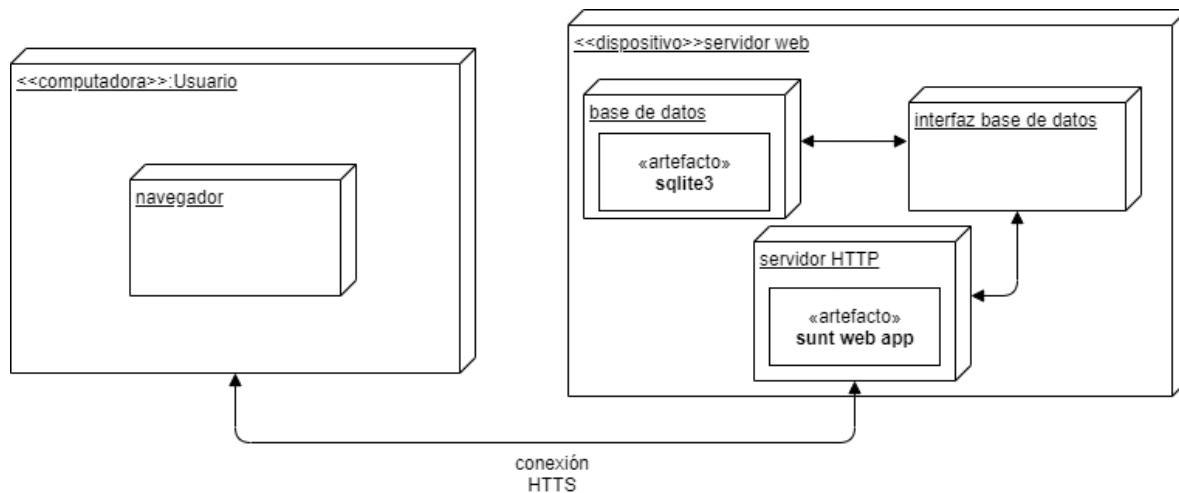 <<computadora>>:Usuario
navegador
<<dispositivo>>servidor web
base de datos
«artefacto»
sqlite3
interfaz base de datos
servidor HTTP
«artefacto»
sunt web app
conexión
HTTS